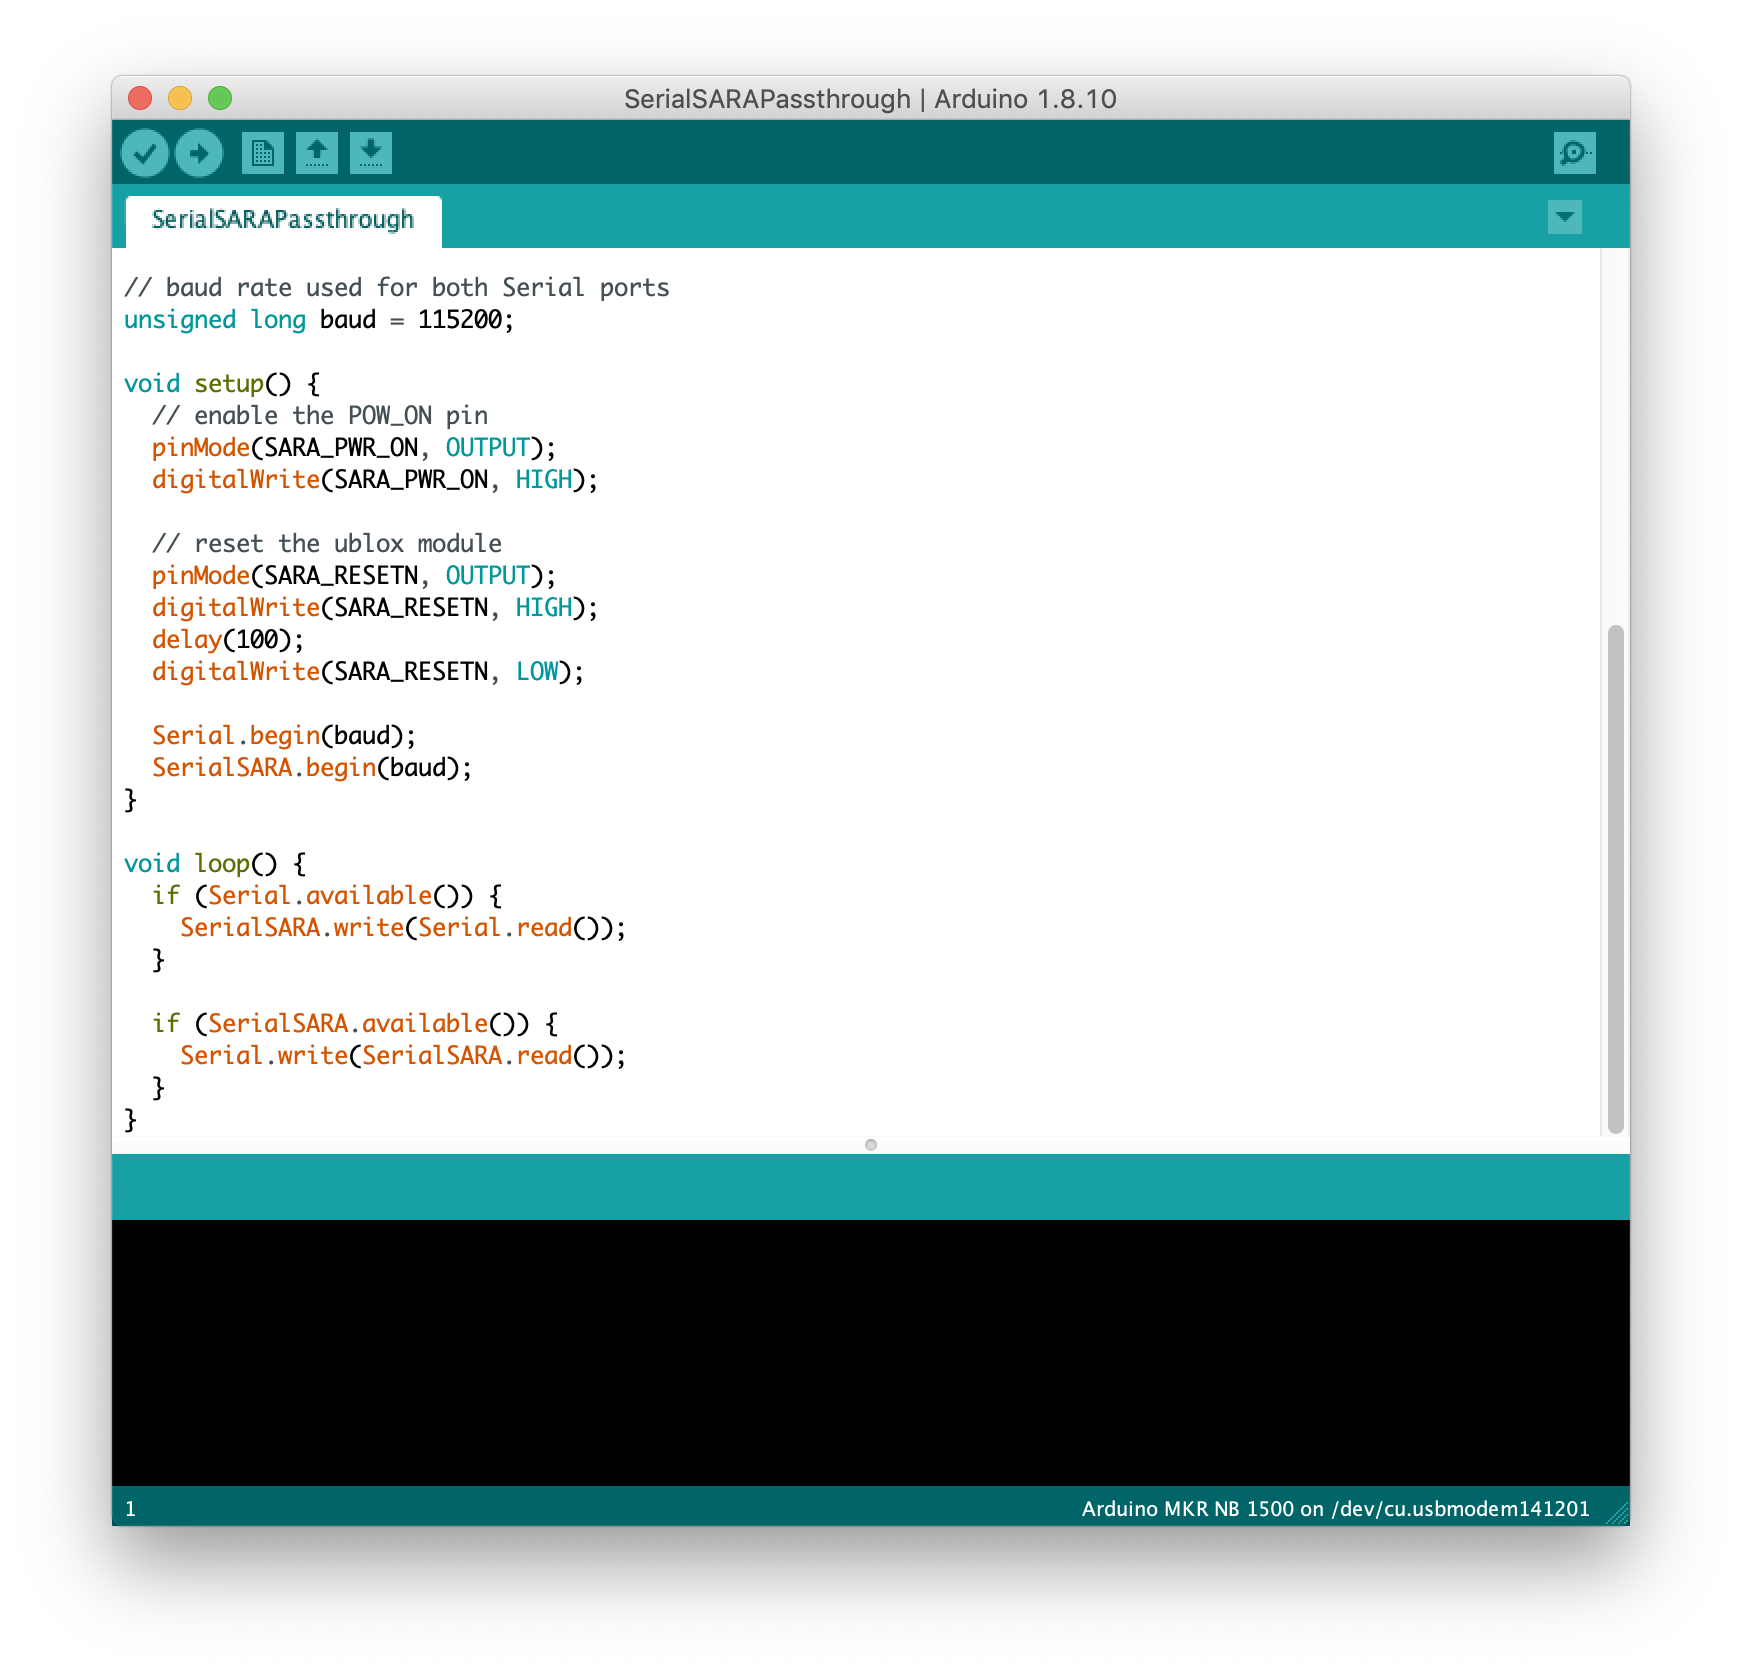 SerialSARAPassthrough | Arduino 1.8.10
SerialSARAPassthrough
// baud rate used for both Serial ports
unsigned long baud = 115200;
void setup() {
  // enable the POW_ON pin
  pinMode(SARA_PWR_ON, OUTPUT);
  digitalWrite(SARA_PWR_ON, HIGH);
  // reset the ublox module
  pinMode(SARA_RESETN, OUTPUT);
  digitalWrite(SARA_RESETN, HIGH);
  delay(100);
  digitalWrite(SARA_RESETN, LOW);
  Serial.begin(baud);
  SerialSARA.begin(baud);
}
void loop() {
  if (Serial.available()) {
    SerialSARA.write(Serial.read());
  }
  if (SerialSARA.available()) {
    Serial.write(SerialSARA.read());
  }
}
1
Arduino MKR NB 1500 on /dev/cu.usbmodem141201